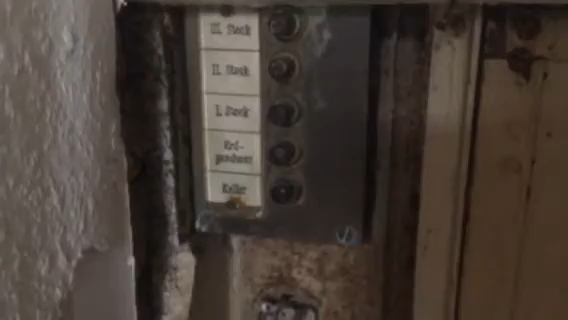 III. Stock
II. Stock
I. Stock
Erd-
geschoss
Keller